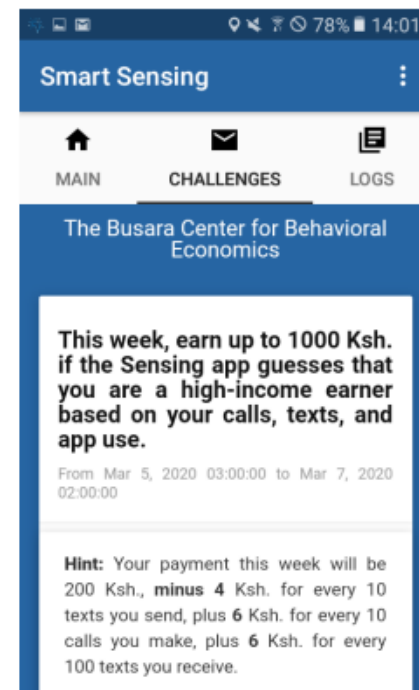 78% 14:01
Smart Sensing
MAIN CHALLENGES LOGS
The Busara Center for Behavioral
Economics
This week, earn up to 1000 Ksh.
if the Sensing app guesses that
you are a high-income earner
based on your calls, texts, and
app use.
From Mar 5, 2020 03:00:00 to Mar 7, 2020
02:00:00
Hint: Your payment this week will be
200 Ksh., minus 4 Ksh. for every 10
texts you send, plus 6 Ksh. for every 10
calls you make, plus 6 Ksh. for every
100 texts you receive.